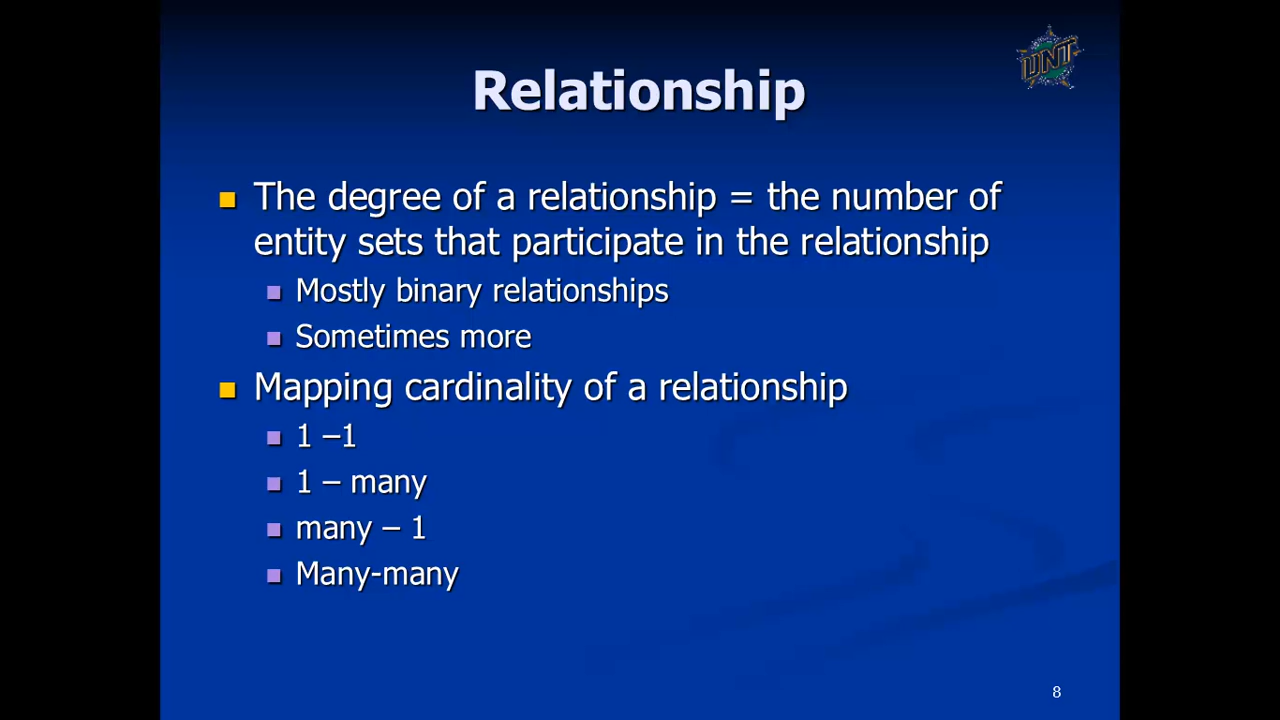 UNT
Relationship
The degree of a relationship = the number of
entity sets that participate in the relationship
Mostly binary relationships
Sometimes more
Mapping cardinality of a relationship
1 –1
1 – many
many – 1
Many-many
8